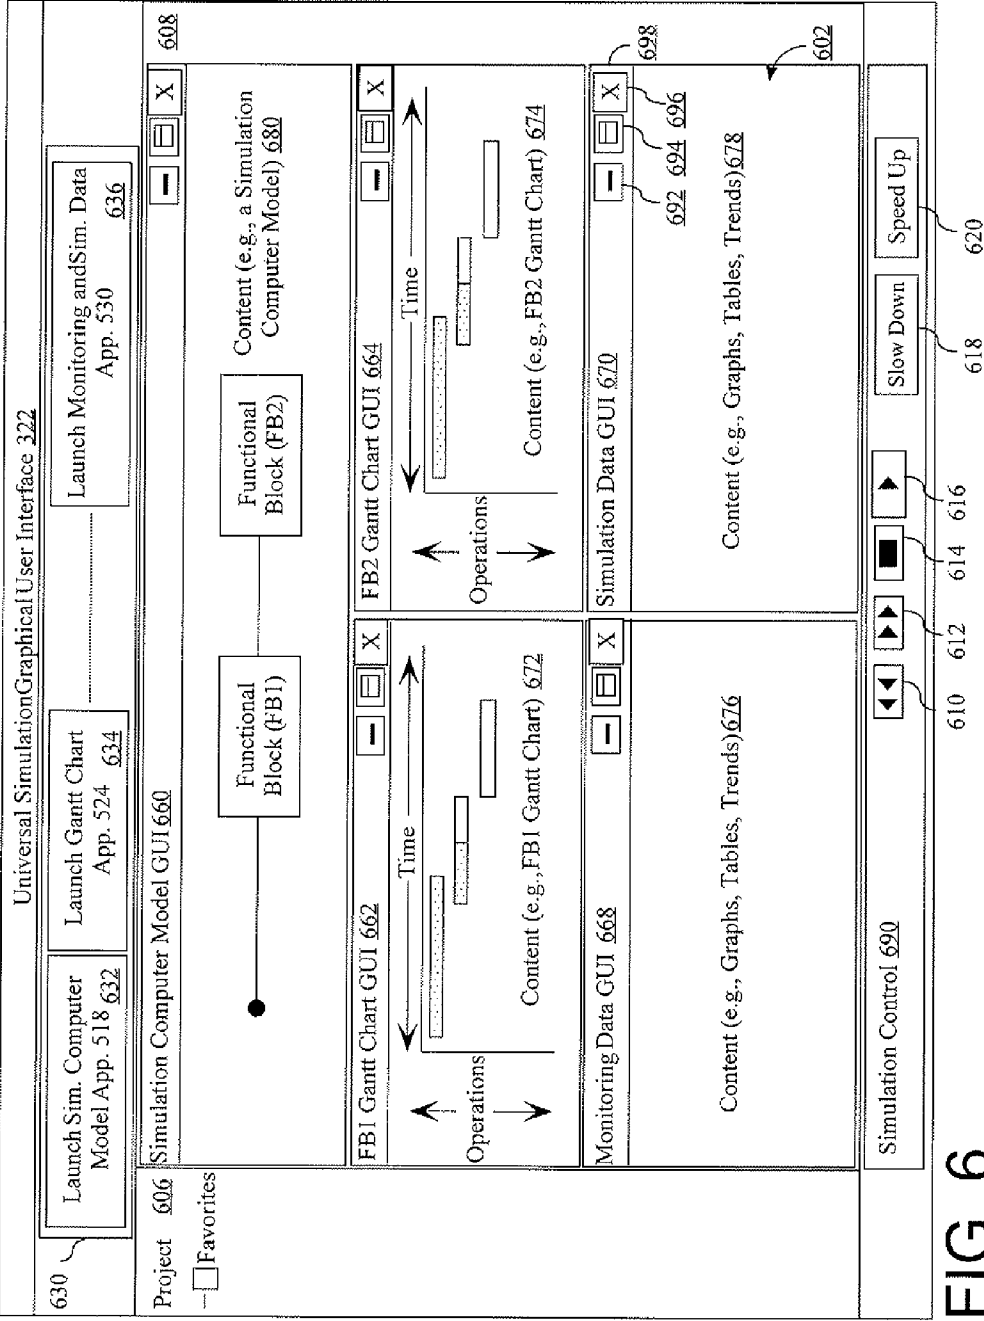 Universal SimulationGraphical User Interface 322
630
Launch Sim. Computer
Model App. 518 632
Launch Gantt Chart
App. 524 634
Launch Monitoring andSim. Data
App. 530 636
Project 606
Favorites
608
Simulation Computer Model GUI 660
X
Functional
Block (FB1)
Functional
Block (FB2)
Content (e.g., a Simulation
Computer Model) 680
FB1 Gantt Chart GUI 662
X
Time
Operations
Content (e.g., FB1 Gantt Chart) 672
FB2 Gantt Chart GUI 664
X
Time
Operations
Content (e.g., FB2 Gantt Chart) 674
Monitoring Data GUI 668
X
Content (e.g., Graphs, Tables, Trends) 676
Simulation Data GUI 670
X
698
692 694 696
Content (e.g., Graphs, Tables, Trends) 678
602
Simulation Control 690
Slow Down
Speed Up
610 612 614 616 618 620
FIG 6